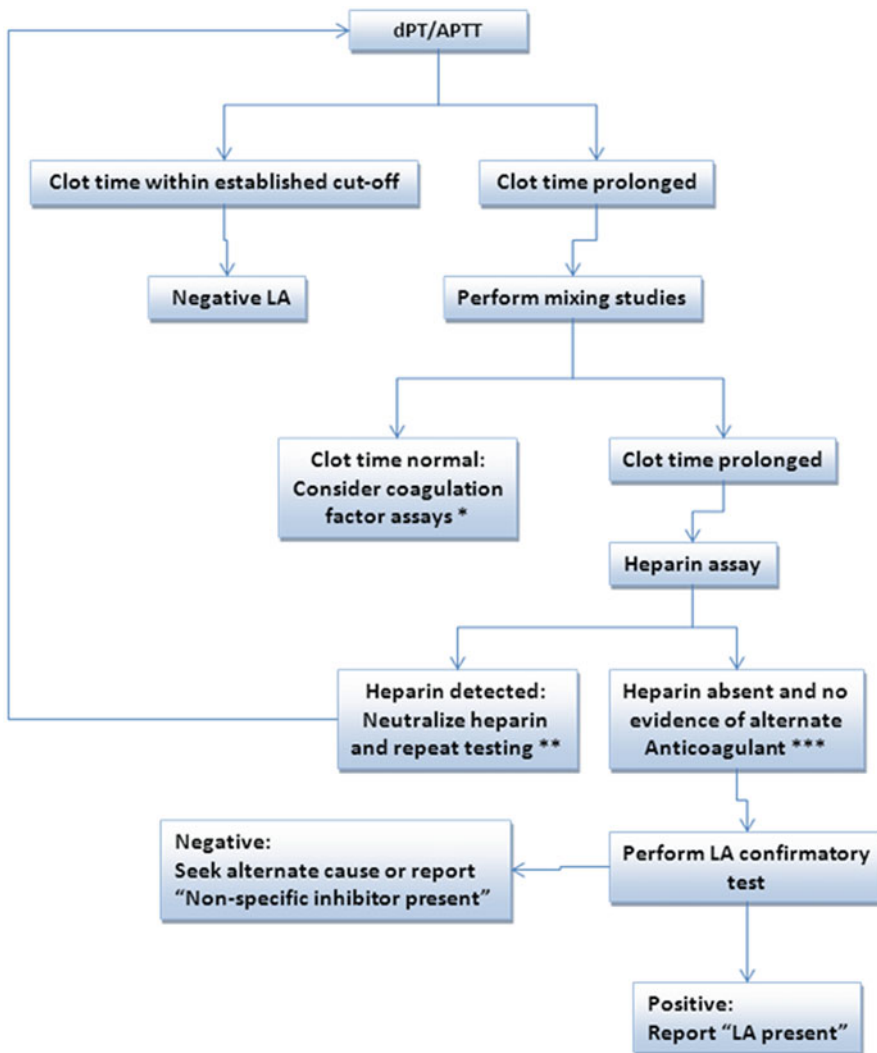 dPT/APTT
Clot time within established cut-off
Clot time prolonged
Negative LA
Perform mixing studies
Clot time normal:
Consider coagulation
factor assays *
Clot time prolonged
Heparin assay
Heparin detected:
Neutralize heparin
and repeat testing **
Heparin absent and no
evidence of alternate
Anticoagulant ***
Negative:
Seek alternate cause or report
“Non-specific inhibitor present”
Perform LA confirmatory
test
Positive:
Report “LA present”